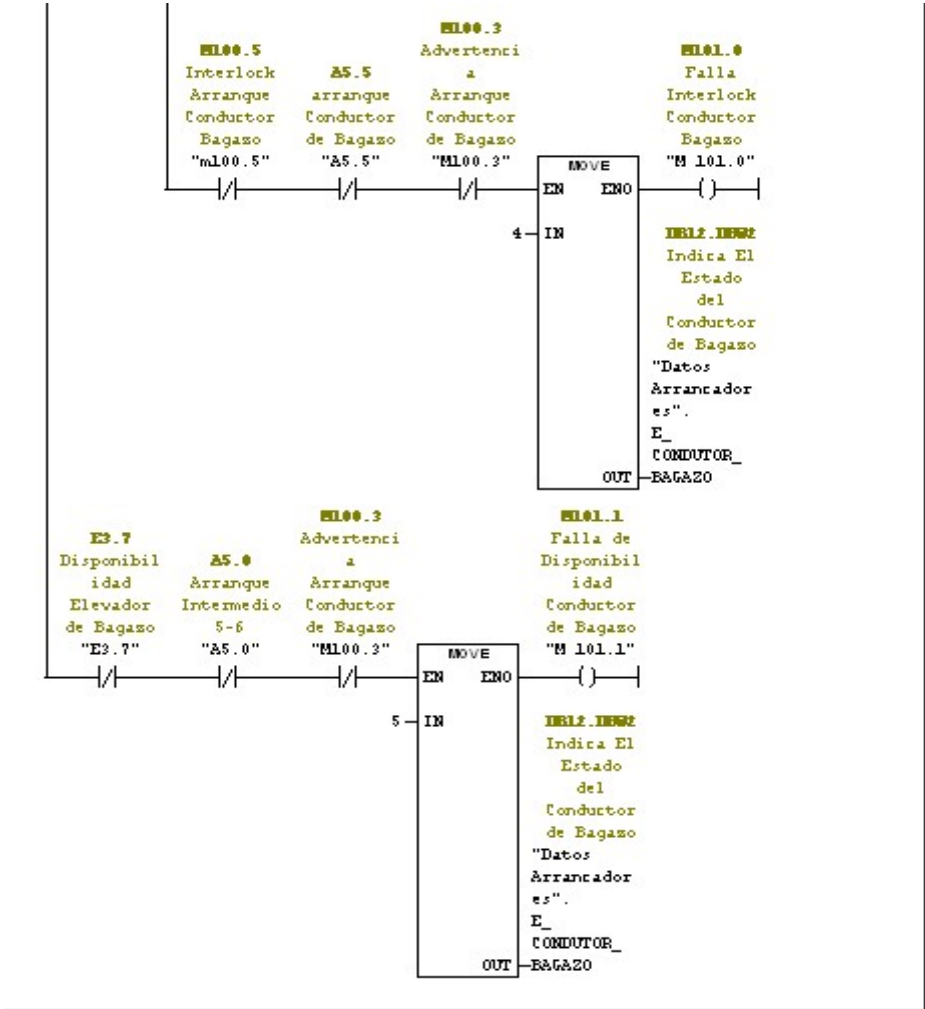 M100.3
M100.5
Advertenci
M101.0
Interlock
A5.5
a
Falla
Arranque
arranque
Arranque
Interlock
Conductor
Conductor
Conductor
Conductor
Bagazo
de Bagazo
de Bagazo
Bagazo
"m100.5"
"A5.5"
"M100.3"
MOVE
"M 101.0"
EN
ENO
4
IN
DB12.DBW2
Indica El
Estado
del
Conductor
de Bagazo
"Datos
Arrancador
es".
E_
CONDUTOR_
OUT
BAGAZO
M100.3
M101.1
E3.7
Advertenci
Falla de
Disponibil
A5.0
a
Disponibil
idad
Arranque
Arranque
idad
Elevador
Intermedio
Conductor
Conductor
de Bagazo
5-6
de Bagazo
de Bagazo
"E3.7"
"A5.0"
"M100.3"
MOVE
"M 101.1"
EN
ENO
5
IN
DB12.DBW2
Indica El
Estado
del
Conductor
de Bagazo
"Datos
Arrancador
es".
E_
CONDUTOR_
OUT
BAGAZO